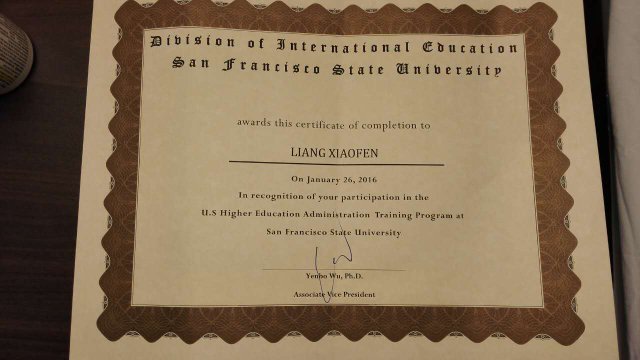 Division of International Education
San Francisco State University
awards this certificate of completion to
LIANG XIAOFEN
On January 26, 2016
In recognition of your participation in the
U.S Higher Education Administration Training Program at
San Francisco State University
Yenbo Wu, Ph.D.
Associate Vice President